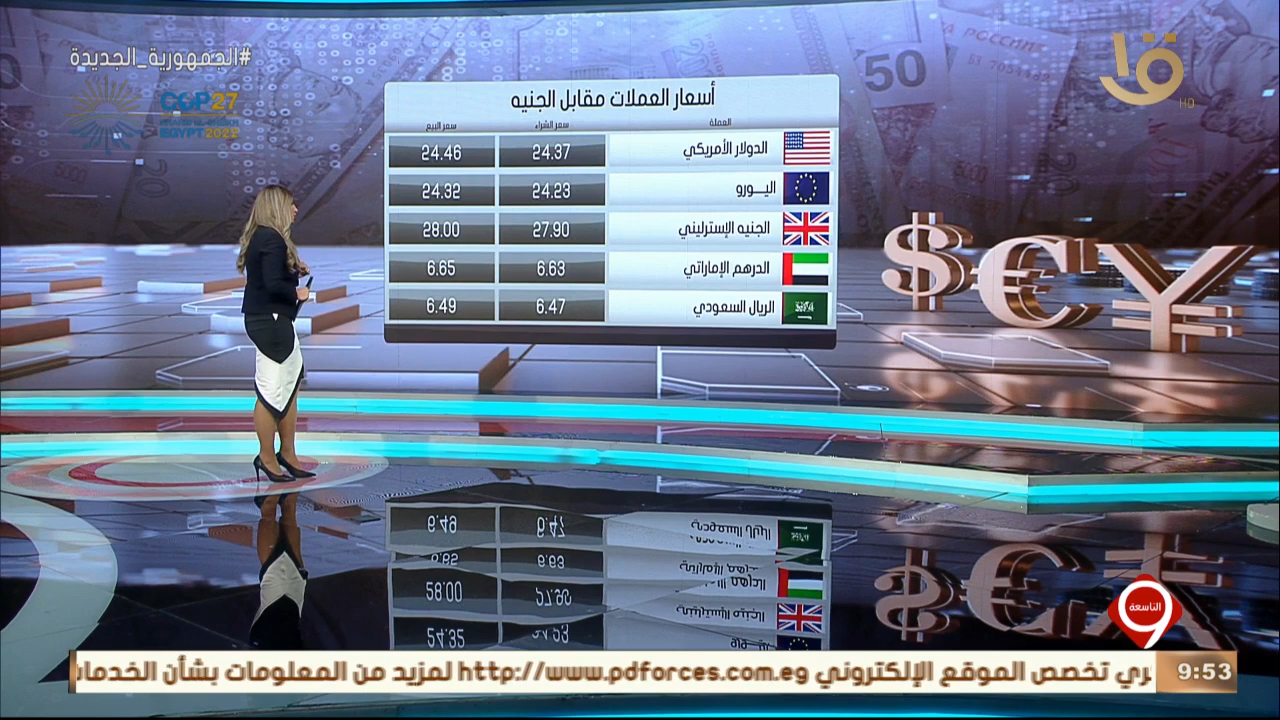 #الجمهورية_الجديدة
COP27
EGYPT 2022
HD
50
أسعار العملات مقابل الجنيه
العملة سعر الشراء سعر البيع
الدولار الأمريكي 24.37 24.46
اليـــورو 24.23 24.32
الجنيه الإسترليني 27.90 28.00
الدرهم الإماراتي 6.63 6.65
الريال السعودي 6.47 6.49
$€¥
التاسعة
9
9:53
ري تخصص الموقع الإلكتروني http://www.pdforces.com.eg لمزيد من المعلومات بشأن الخدمات